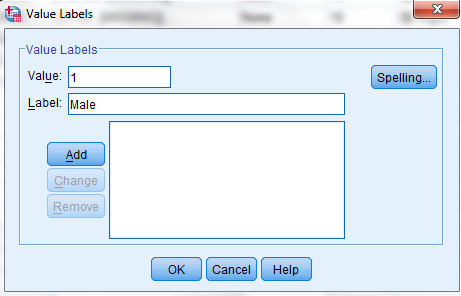 Value Labels
Value Labels
Value: 1
Spelling...
Label: Male
Add
Change
Remove
OK Cancel Help